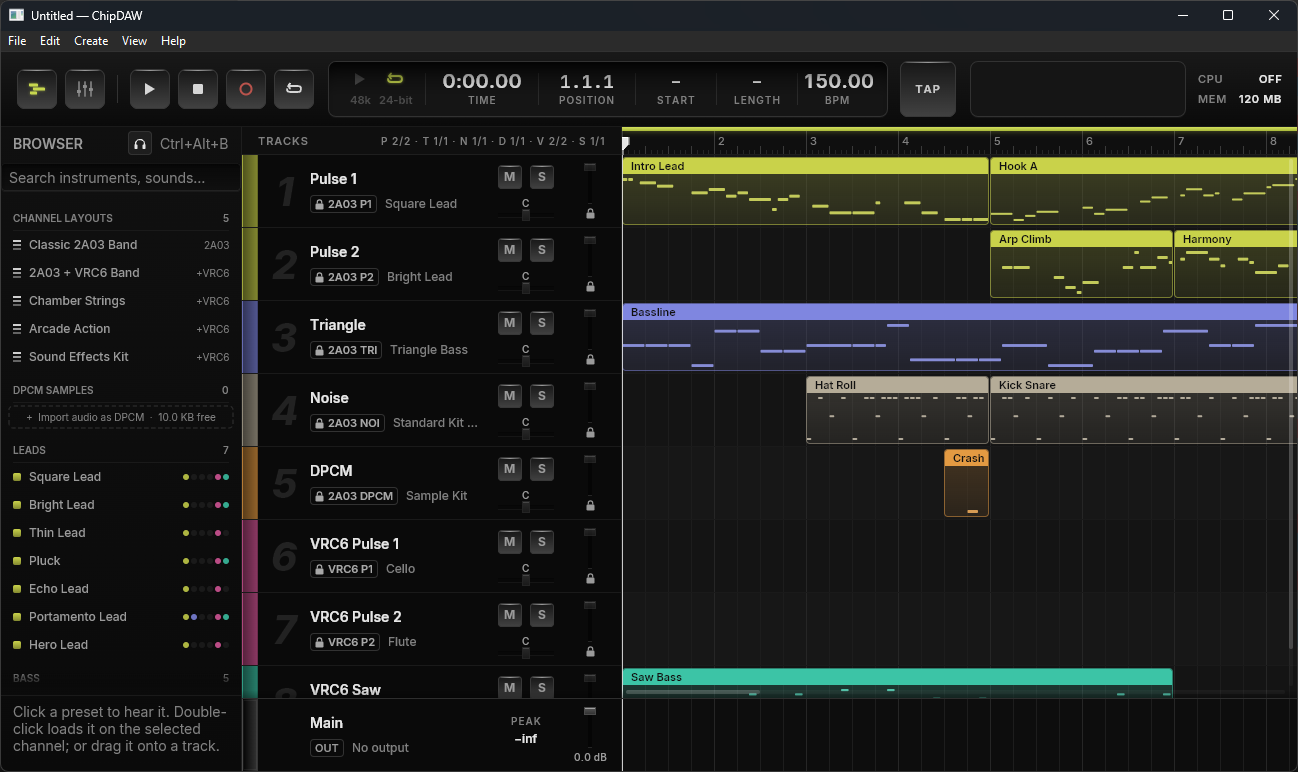 Untitled — ChipDAW
File Edit Create View Help
48k 24-bit
0:00.00
TIME
1.1.1
POSITION
–
START
–
LENGTH
150.00
BPM
TAP
CPU OFF
MEM 120 MB
BROWSER Ctrl+Alt+B
Search instruments, sounds...
CHANNEL LAYOUTS 5
Classic 2A03 Band 2A03
2A03 + VRC6 Band +VRC6
Chamber Strings +VRC6
Arcade Action +VRC6
Sound Effects Kit +VRC6
DPCM SAMPLES 0
+ Import audio as DPCM · 10.0 KB free
LEADS 7
Square Lead
Bright Lead
Thin Lead
Pluck
Echo Lead
Portamento Lead
Hero Lead
BASS 5
Click a preset to hear it. Double-
click loads it on the selected
channel; or drag it onto a track.
TRACKS P 2/2 · T 1/1 · N 1/1 · D 1/1 · V 2/2 · S 1/1
1 Pulse 1 M S
2A03 P1 Square Lead C
2 Pulse 2 M S
2A03 P2 Bright Lead C
3 Triangle M S
2A03 TRI Triangle Bass C
4 Noise M S
2A03 NOI Standard Kit ... C
5 DPCM M S
2A03 DPCM Sample Kit C
6 VRC6 Pulse 1 M S
VRC6 P1 Cello C
7 VRC6 Pulse 2 M S
VRC6 P2 Flute C
8 VRC6 Saw M S
Main PEAK
OUT No output –inf
0.0 dB
2 3 4 5 6 7 8
Intro Lead Hook A
Arp Climb Harmony
Bassline
Hat Roll Kick Snare
Crash
Saw Bass